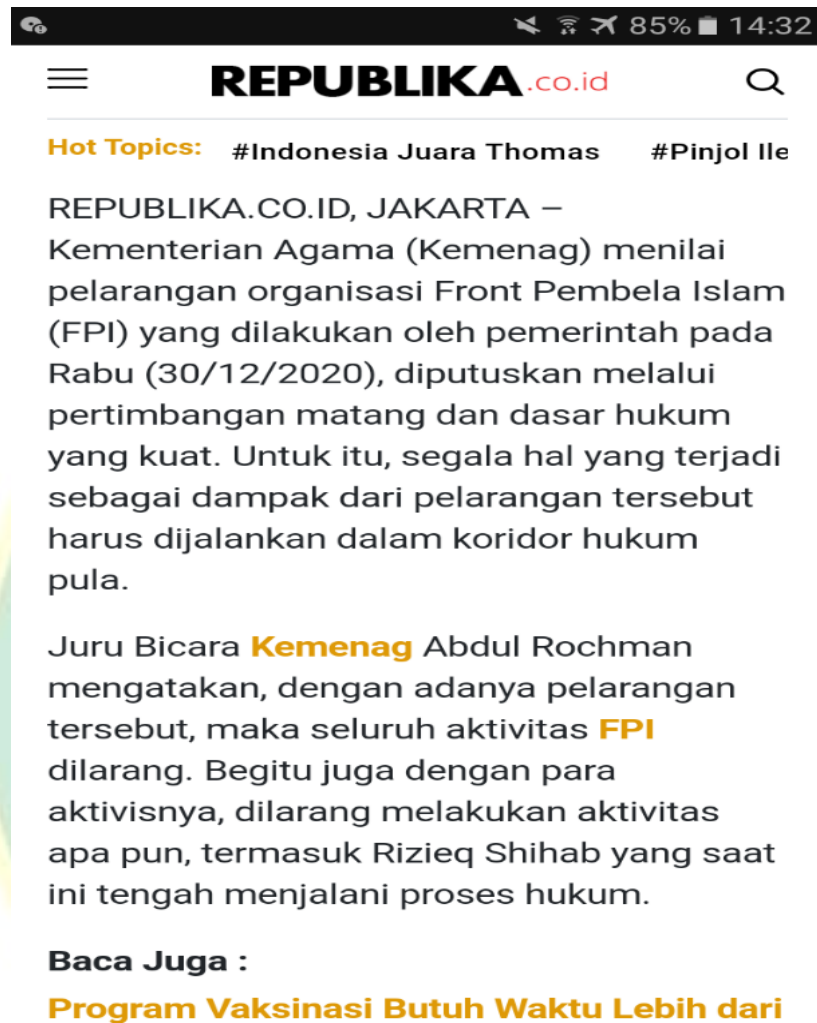 85% 14:32
REPUBLIKA.co.id
Hot Topics: #Indonesia Juara Thomas #Pinjol Ile
REPUBLIKA.CO.ID, JAKARTA –
Kementerian Agama (Kemenag) menilai
pelarangan organisasi Front Pembela Islam
(FPI) yang dilakukan oleh pemerintah pada
Rabu (30/12/2020), diputuskan melalui
pertimbangan matang dan dasar hukum
yang kuat. Untuk itu, segala hal yang terjadi
sebagai dampak dari pelarangan tersebut
harus dijalankan dalam koridor hukum
pula.
Juru Bicara Kemenag Abdul Rochman
mengatakan, dengan adanya pelarangan
tersebut, maka seluruh aktivitas FPI
dilarang. Begitu juga dengan para
aktivisnya, dilarang melakukan aktivitas
apa pun, termasuk Rizieq Shihab yang saat
ini tengah menjalani proses hukum.
Baca Juga :
Program Vaksinasi Butuh Waktu Lebih dari